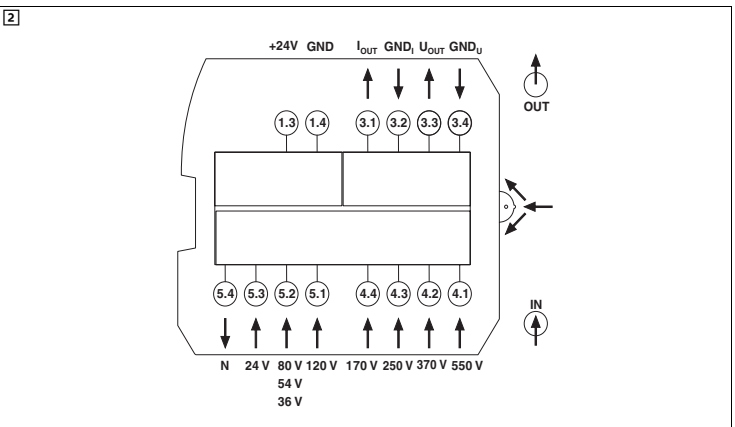 2
+24V GND I_OUT GND_I U_OUT GND_U
OUT
1.3 1.4 3.1 3.2 3.3 3.4
5.4 5.3 5.2 5.1 4.4 4.3 4.2 4.1
IN
N 24 V 80 V 120 V 170 V 250 V 370 V 550 V
54 V
36 V